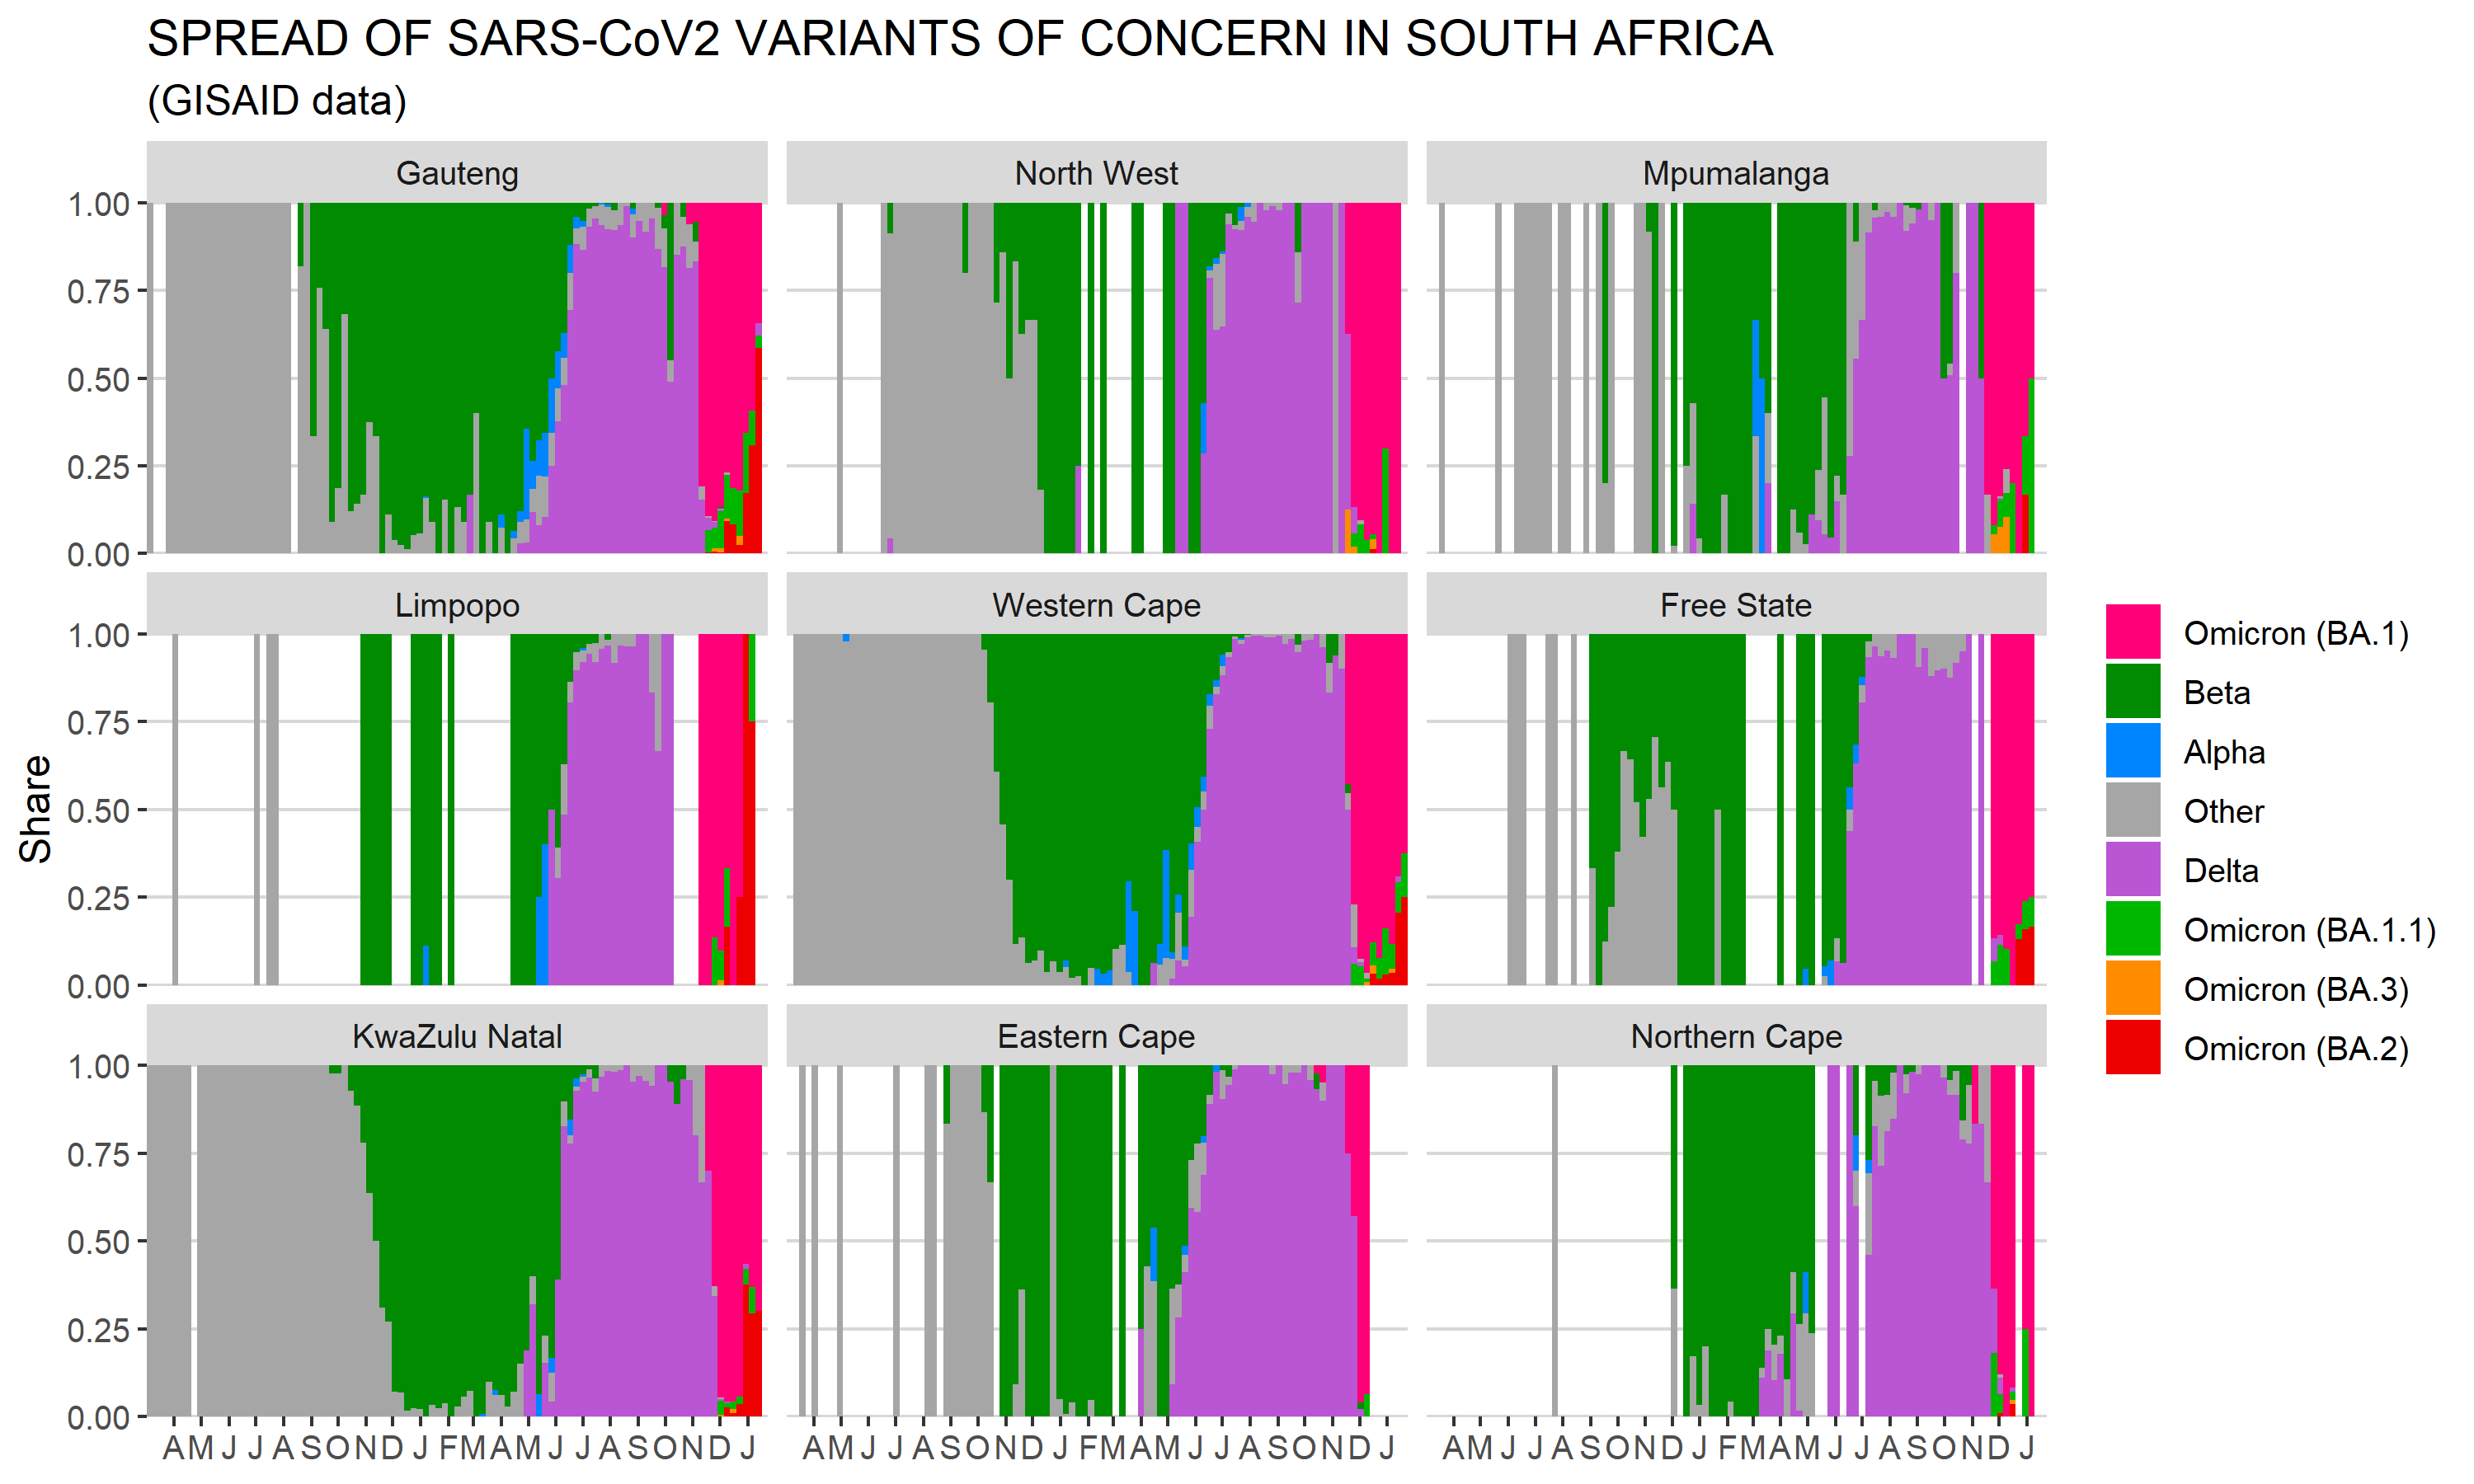 SPREAD OF SARS-CoV2 VARIANTS OF CONCERN IN SOUTH AFRICA
(GISAID data)
Gauteng North West Mpumalanga
1.00
0.75
0.50
0.25
0.00
Limpopo Western Cape Free State
1.00
0.75
0.50
0.25
0.00
Share
KwaZulu Natal Eastern Cape Northern Cape
1.00
0.75
0.50
0.25
0.00
A M J J A S O N D J F M A M J J A S O N D J
A M J J A S O N D J F M A M J J A S O N D J
A M J J A S O N D J F M A M J J A S O N D J
Omicron (BA.1)
Beta
Alpha
Other
Delta
Omicron (BA.1.1)
Omicron (BA.3)
Omicron (BA.2)